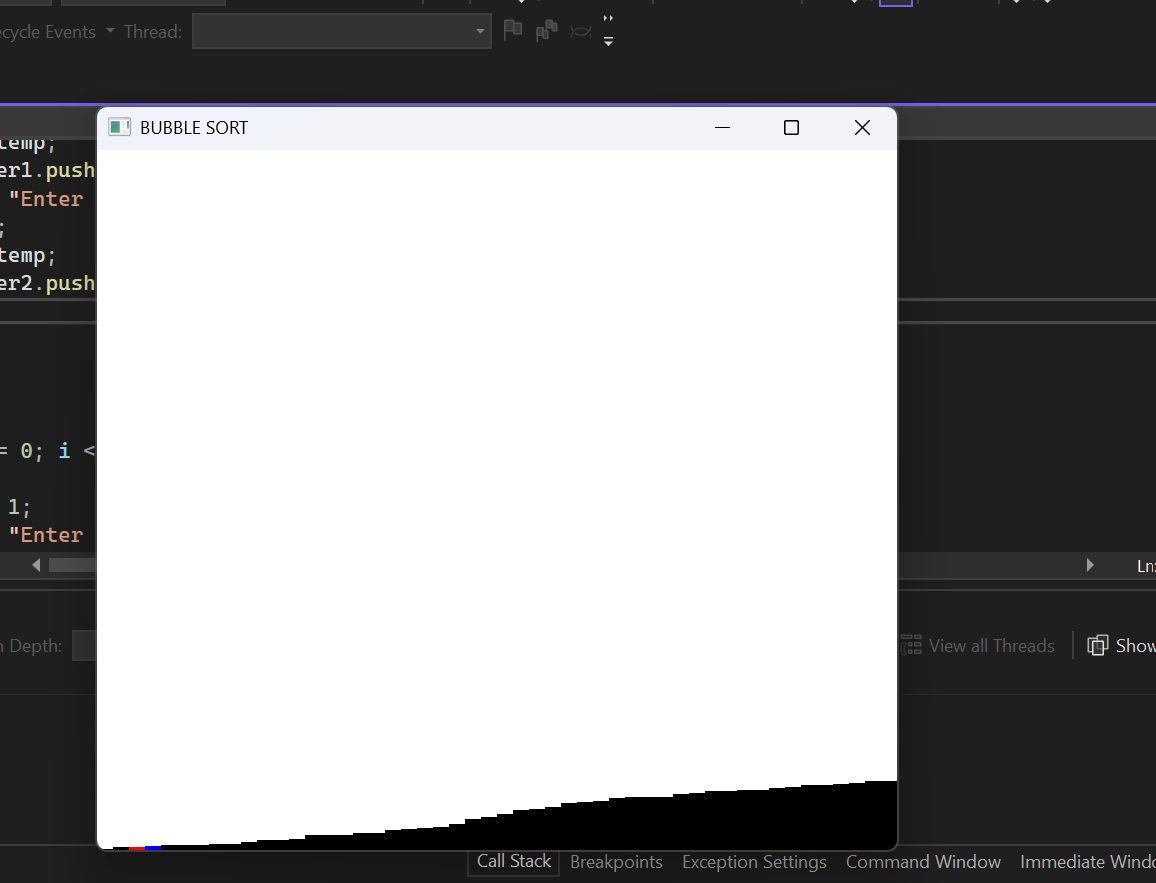 ecycle Events Thread:
BUBBLE SORT
temp;
er1.push
"Enter
;
temp;
er2.push
= 0; i <
1;
"Enter
Ln:
n Depth:
View all Threads
Show
Call Stack Breakpoints Exception Settings Command Window Immediate Windo